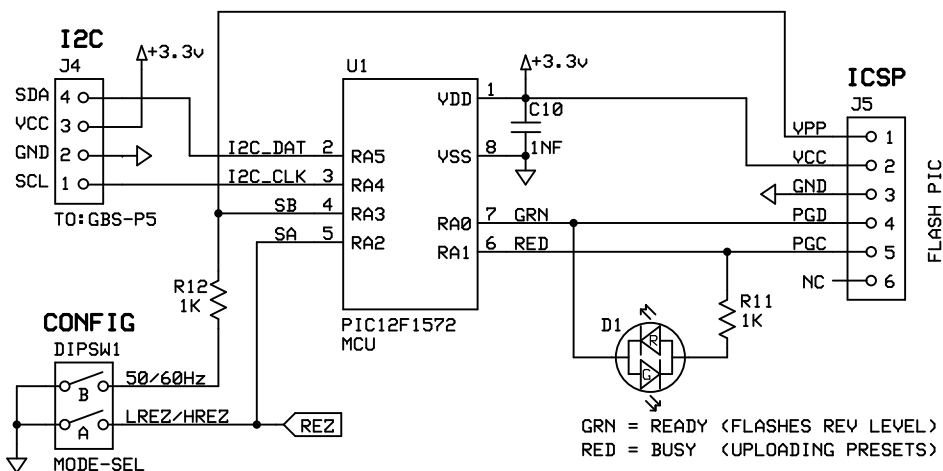 I2C
J4
+3.3v
SDA 4
VCC 3
GND 2
SCL 1
TO:GBS-P5
I2C_DAT 2
I2C_CLK 3
SB 4
SA 5
U1
RA5
RA4
RA3
RA2
VDD 1
VSS 8
RA0 7 GRN
RA1 6 RED
PIC12F1572
MCU
+3.3v
C10
1NF
ICSP
J5
VPP 1
VCC 2
GND 3
PGD 4
PGC 5
NC 6
FLASH PIC
R12
1K
R11
1K
D1
R
G
CONFIG
DIPSW1
50/60Hz
B
LREZ/HREZ
A
REZ
MODE-SEL
GRN = READY (FLASHES REV LEVEL)
RED = BUSY (UPLOADING PRESETS)